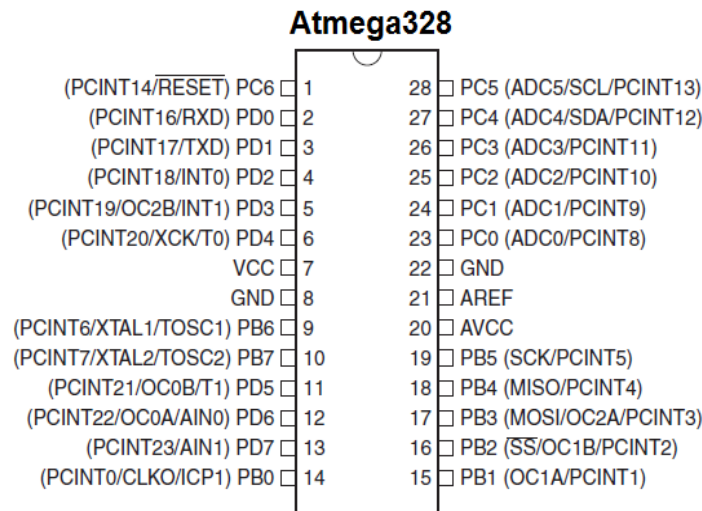 Atmega328
(PCINT14/RESET) PC6 1 28 PC5 (ADC5/SCL/PCINT13)
(PCINT16/RXD) PD0 2 27 PC4 (ADC4/SDA/PCINT12)
(PCINT17/TXD) PD1 3 26 PC3 (ADC3/PCINT11)
(PCINT18/INT0) PD2 4 25 PC2 (ADC2/PCINT10)
(PCINT19/OC2B/INT1) PD3 5 24 PC1 (ADC1/PCINT9)
(PCINT20/XCK/T0) PD4 6 23 PC0 (ADC0/PCINT8)
VCC 7 22 GND
GND 8 21 AREF
(PCINT6/XTAL1/TOSC1) PB6 9 20 AVCC
(PCINT7/XTAL2/TOSC2) PB7 10 19 PB5 (SCK/PCINT5)
(PCINT21/OC0B/T1) PD5 11 18 PB4 (MISO/PCINT4)
(PCINT22/OC0A/AIN0) PD6 12 17 PB3 (MOSI/OC2A/PCINT3)
(PCINT23/AIN1) PD7 13 16 PB2 (SS/OC1B/PCINT2)
(PCINT0/CLKO/ICP1) PB0 14 15 PB1 (OC1A/PCINT1)